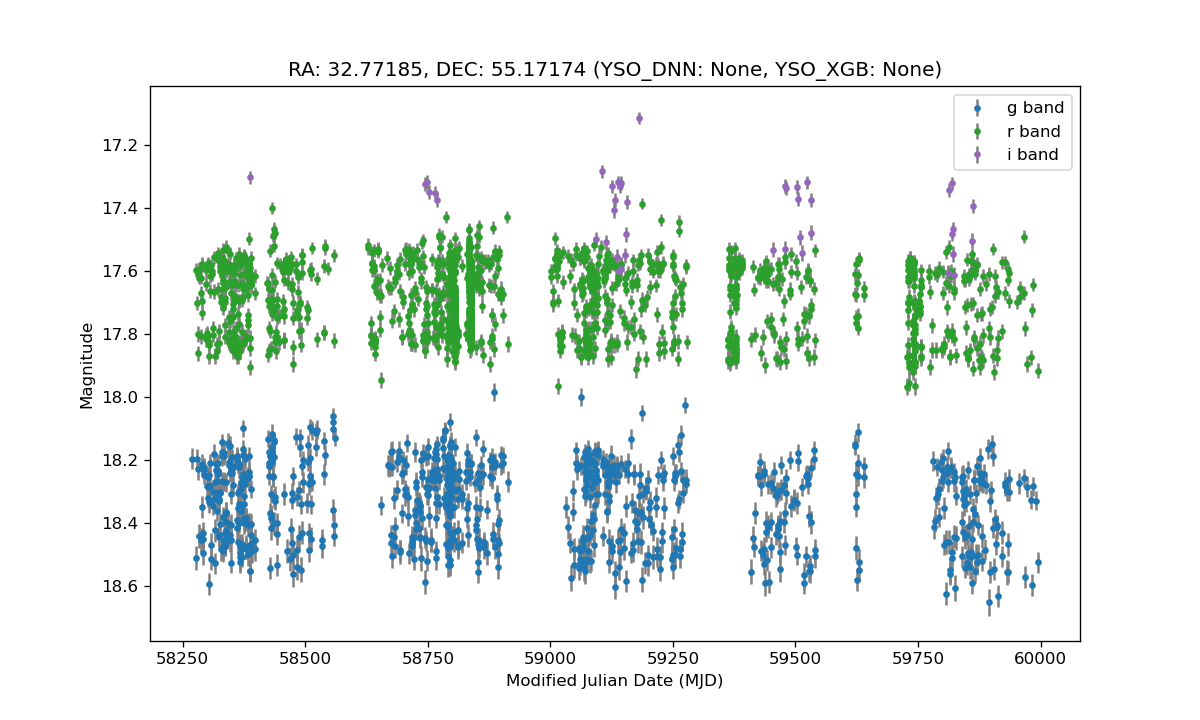 RA: 32.77185, DEC: 55.17174 (YSO_DNN: None, YSO_XGB: None)
g band
r band
i band
17.2
17.4
17.6
17.8
18.0
18.2
18.4
18.6
Magnitude
58250 58500 58750 59000 59250 59500 59750 60000
Modified Julian Date (MJD)